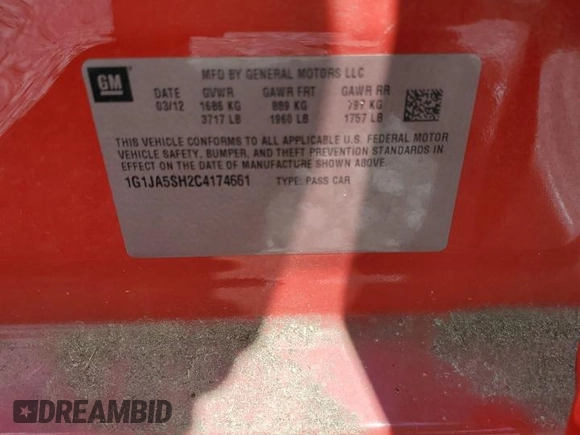 GM
MFD BY GENERAL MOTORS LLC
DATE GVWR GAWR FRT GAWR RR
03/12 1686 KG 889 KG KG
3717 LB 1960 LB 1757 LB
THIS VEHICLE CONFORMS TO ALL APPLICABLE U.S. FEDERAL MOTOR
VEHICLE SAFETY, BUMPER, AND THEFT PREVENTION STANDARDS
IN EFFECT ON THE DATE OF MANUFACTURE SHOWN ABOVE.
1G1JA5SH2C4174661 TYPE: PASS CAR
DREAMBID